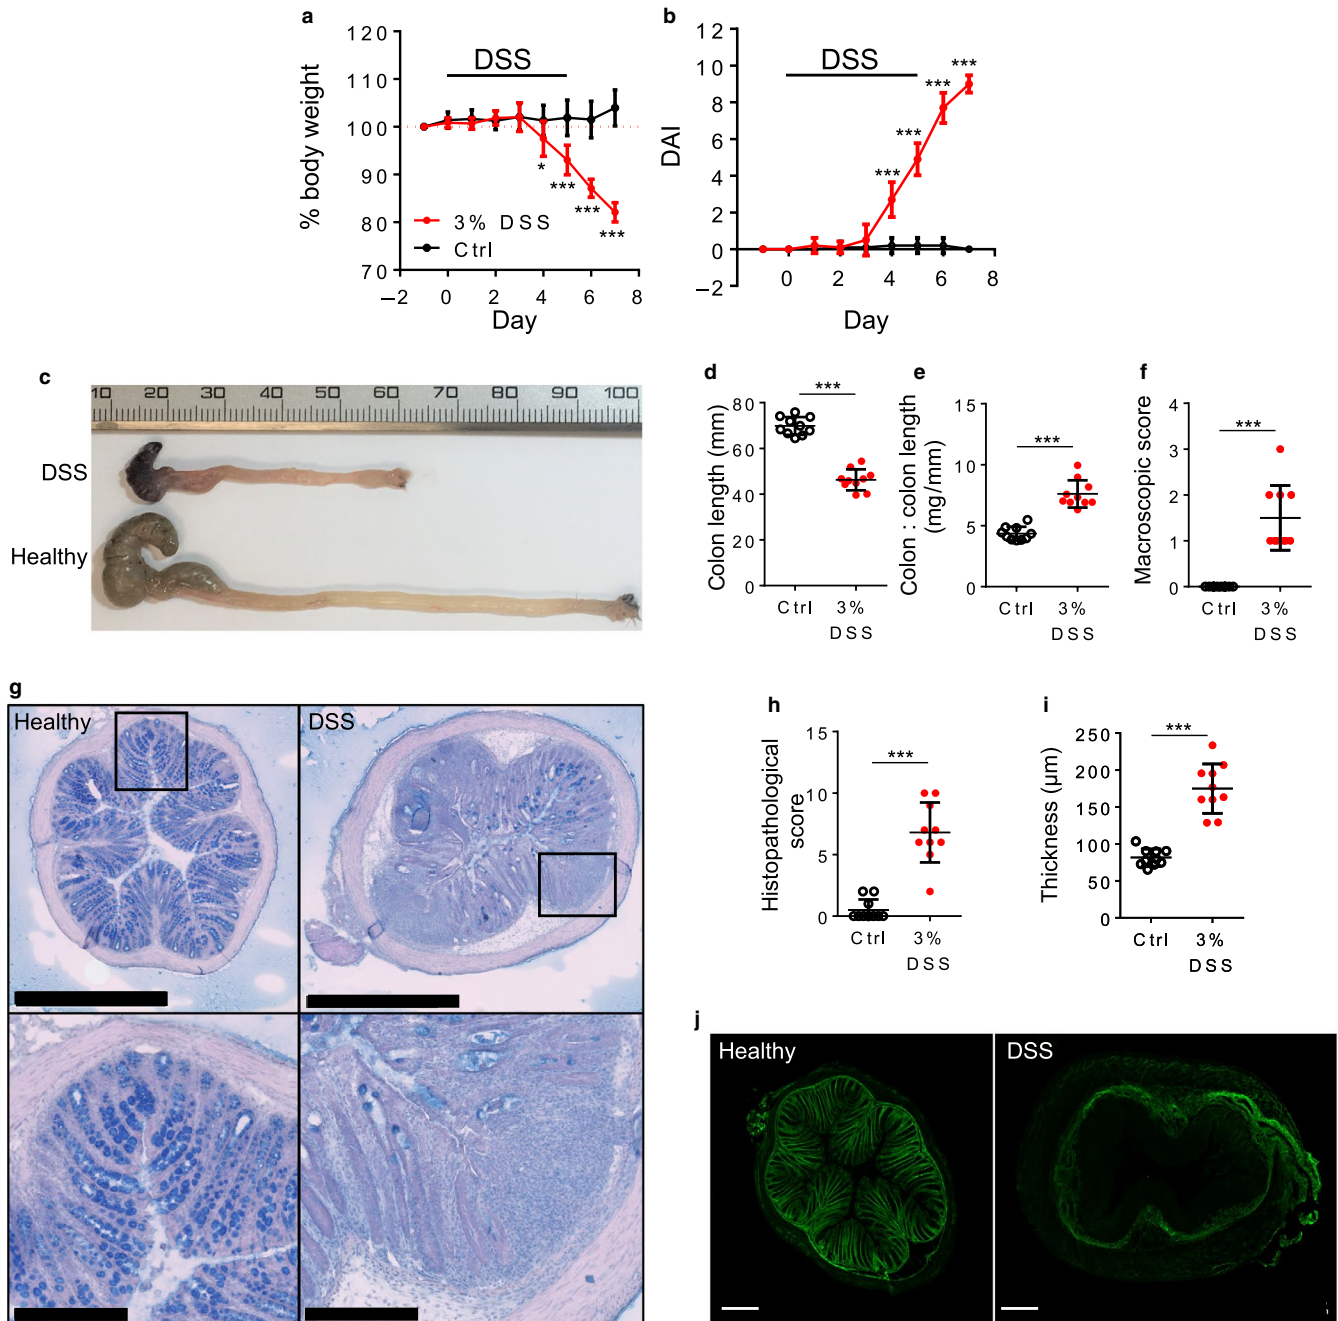 a
% body weight
120
110
100
90
80
70
DSS
*
***
***
***
3% DSS
Ctrl
–2 0 2 4 6 8
Day
b
DAI
12
10
8
6
4
2
0
–2
DSS
***
***
***
***
0 2 4 6 8
Day
c
10 20 30 40 50 60 70 80 90 100
DSS
Healthy
d
Colon length (mm)
80
60
40
20
0
***
Ctrl 3%
DSS
e
Colon : colon length
(mg/mm)
15
10
5
0
***
Ctrl 3%
DSS
f
Macroscopic score
4
3
2
1
0
***
Ctrl 3%
DSS
g
Healthy DSS
h
Histopathological
score
15
10
5
0
***
Ctrl 3%
DSS
i
Thickness (µm)
250
200
150
100
50
0
***
Ctrl 3%
DSS
j
Healthy DSS